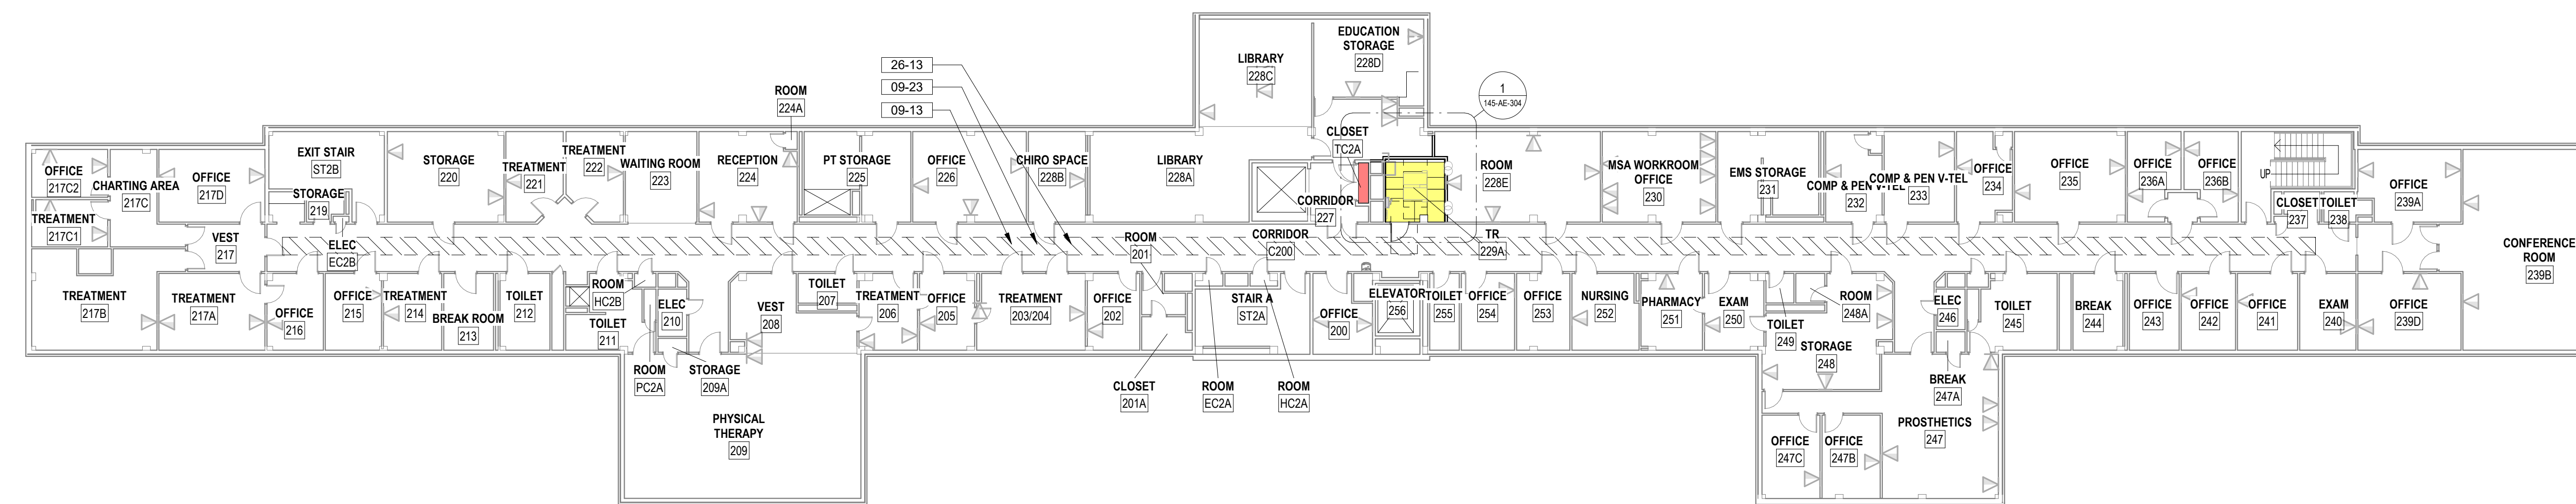 EDUCATION
STORAGE
228D
LIBRARY
228C
26-13
09-23
09-13
1
145-AE-304
ROOM
224A
CLOSET
TC2A
EXIT STAIR
ST2B
STORAGE
219
STORAGE
220
TREATMENT
221
TREATMENT
222
WAITING ROOM
223
RECEPTION
224
PT STORAGE
225
OFFICE
226
CHIRO SPACE
228B
LIBRARY
228A
CORRIDOR
227
ROOM
228E
MSA WORKROOM
OFFICE
230
EMS STORAGE
231
COMP & PEN V-TEL
232
COMP & PEN V-TEL
233
OFFICE
234
OFFICE
235
OFFICE
236A
OFFICE
236B
UP
CLOSET
237
TOILET
238
OFFICE
239A
CONFERENCE
ROOM
239B
OFFICE
217C2
CHARTING AREA
217C
OFFICE
217D
TREATMENT
217C1
VEST
217
ELEC
EC2B
ROOM
201
CORRIDOR
C200
TR
229A
TREATMENT
217B
TREATMENT
217A
OFFICE
216
OFFICE
215
TREATMENT
214
BREAK ROOM
213
TOILET
212
ROOM
HC2B
TOILET
211
ELEC
210
VEST
208
TOILET
207
TREATMENT
206
OFFICE
205
TREATMENT
203/204
OFFICE
202
STAIR A
ST2A
OFFICE
200
ELEVATOR
256
TOILET
255
OFFICE
254
OFFICE
253
NURSING
252
PHARMACY
251
EXAM
250
TOILET
249
ROOM
248A
STORAGE
248
ELEC
246
TOILET
245
BREAK
244
OFFICE
243
OFFICE
242
OFFICE
241
EXAM
240
OFFICE
239D
ROOM
PC2A
STORAGE
209A
PHYSICAL
THERAPY
209
CLOSET
201A
ROOM
EC2A
ROOM
HC2A
BREAK
247A
PROSTHETICS
247
OFFICE
247C
OFFICE
247B